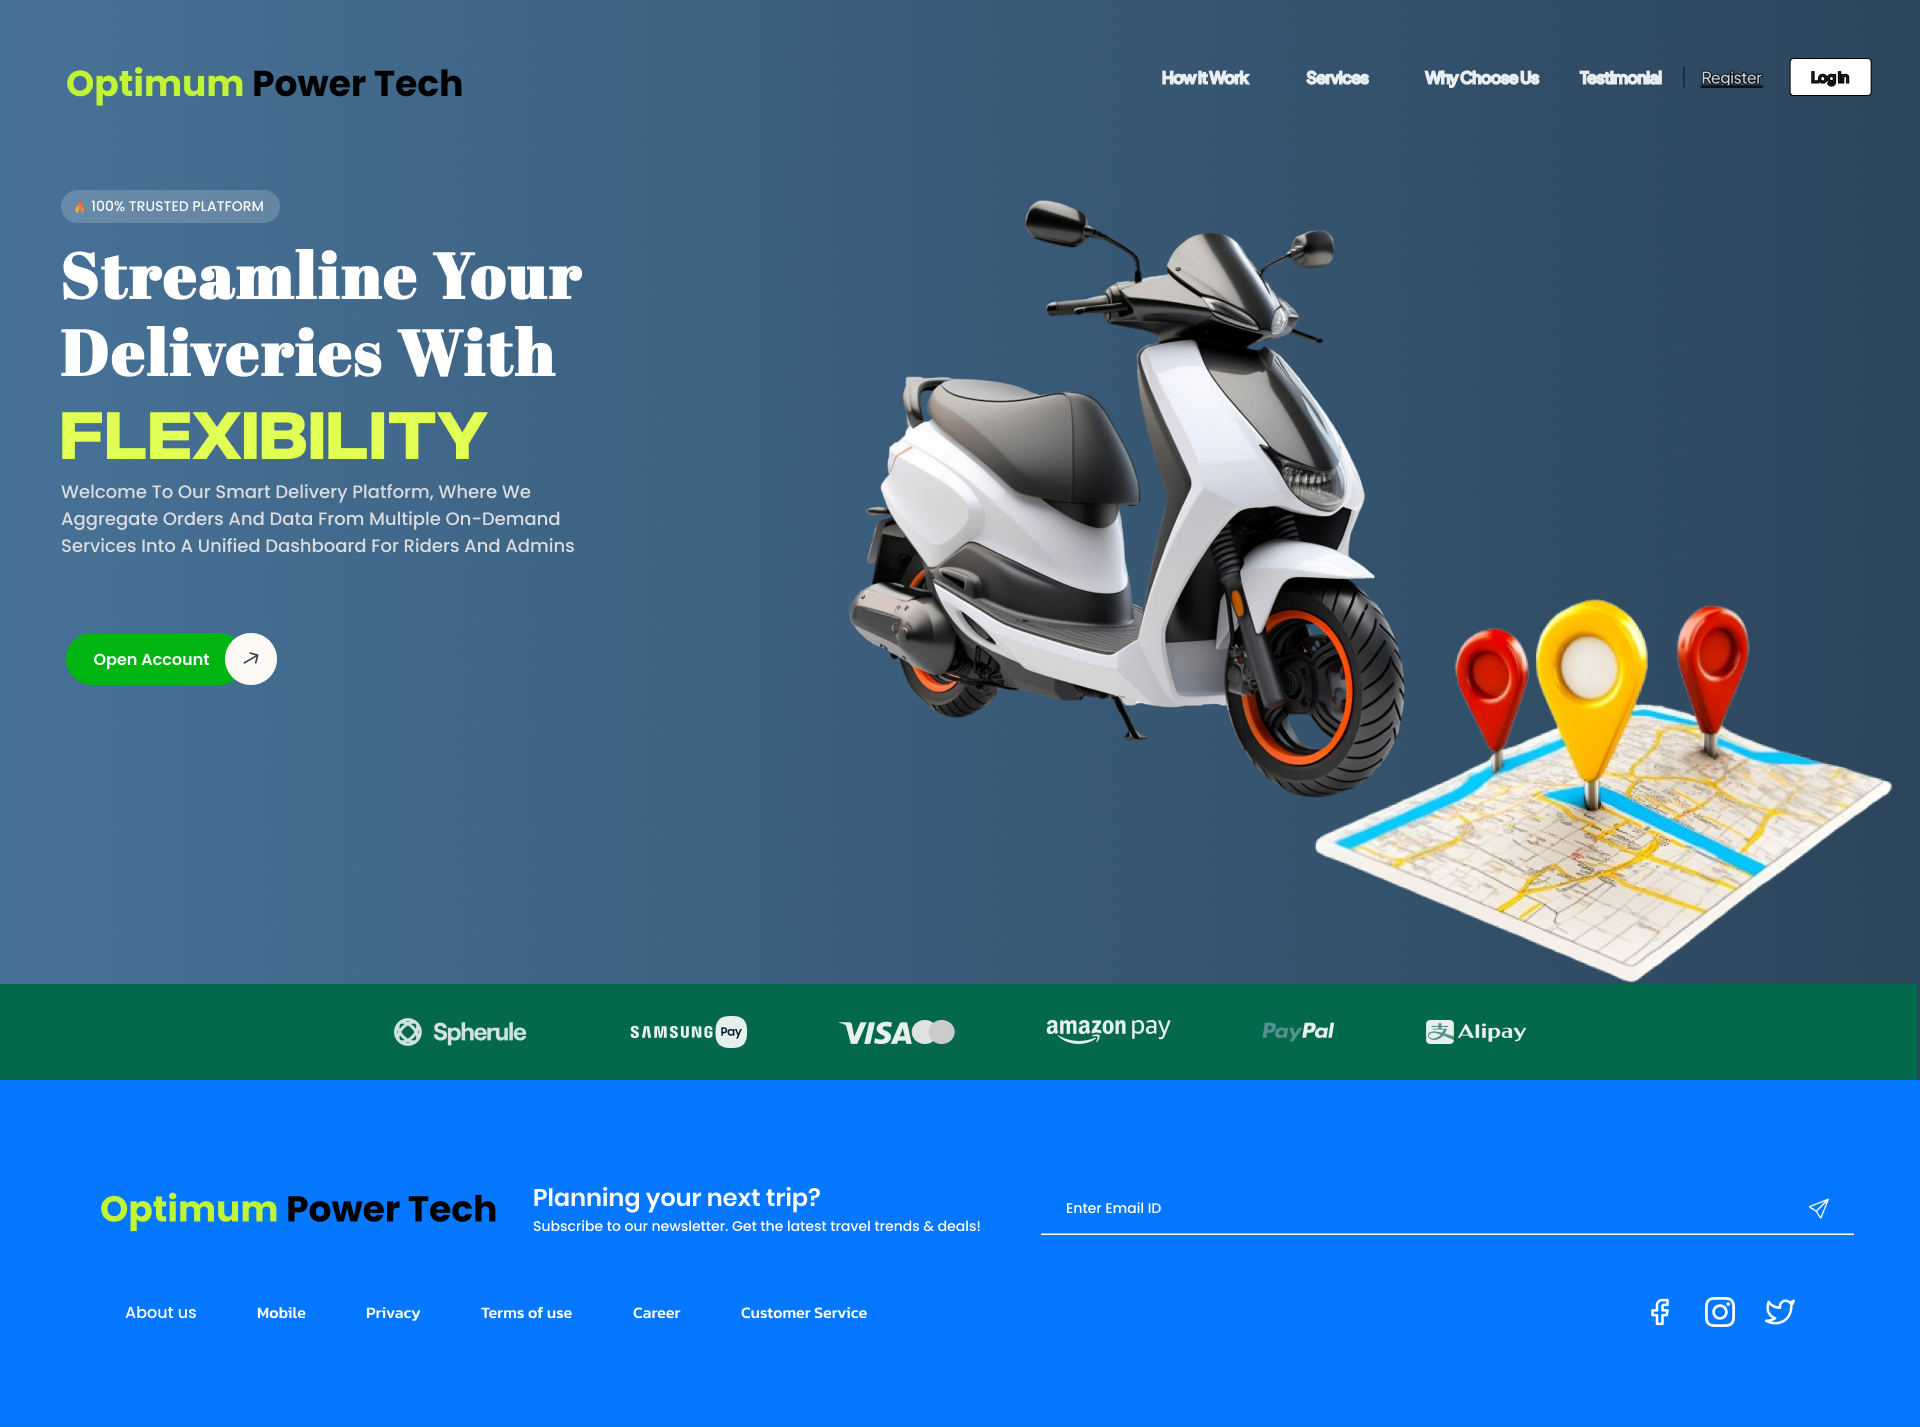 Optimum Power Tech
How It Work
Services
Why Choose Us
Testimonial
Register
Log In
100% TRUSTED PLATFORM
Streamline Your
Deliveries With
FLEXIBILITY
Welcome To Our Smart Delivery Platform, Where We
Aggregate Orders And Data From Multiple On-Demand
Services Into A Unified Dashboard For Riders And Admins
Open Account
Spherule
SAMSUNG Pay
VISA
amazon pay
PayPal
支 Alipay
Optimum Power Tech
Planning your next trip?
Subscribe to our newsletter. Get the latest travel trends & deals!
Enter Email ID
About us
Mobile
Privacy
Terms of use
Career
Customer Service